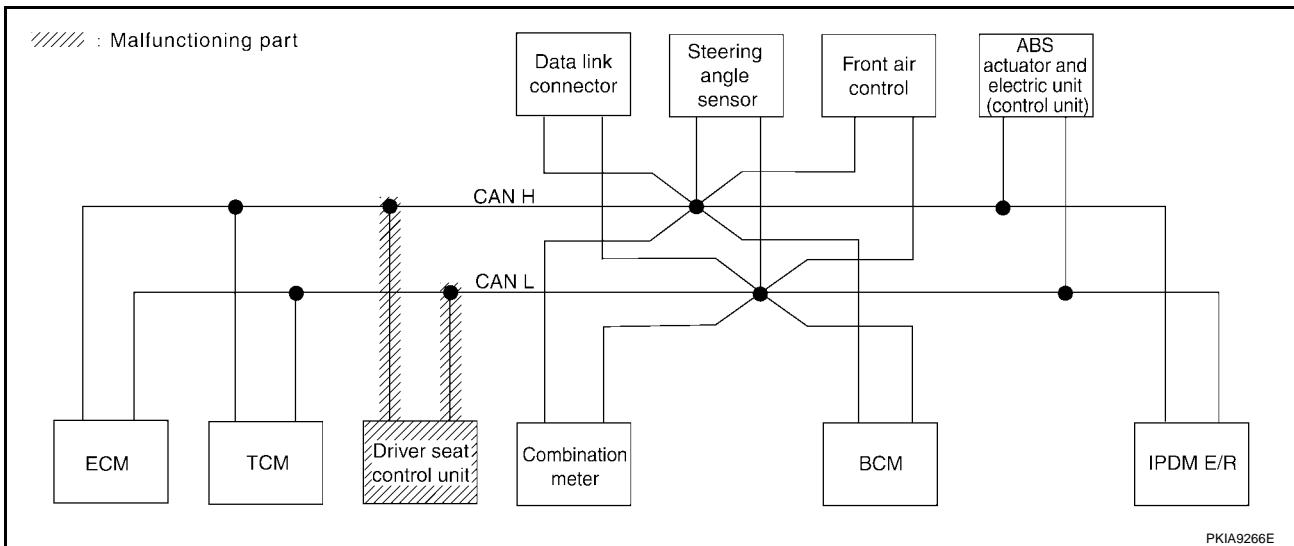 : Malfunctioning part
Data link
connector
Steering
angle
sensor
Front air
control
ABS
actuator and
electric unit
(control unit)
CAN H
CAN L
ECM
TCM
Driver seat
control unit
Combination
meter
BCM
IPDM E/R
PKIA9266E